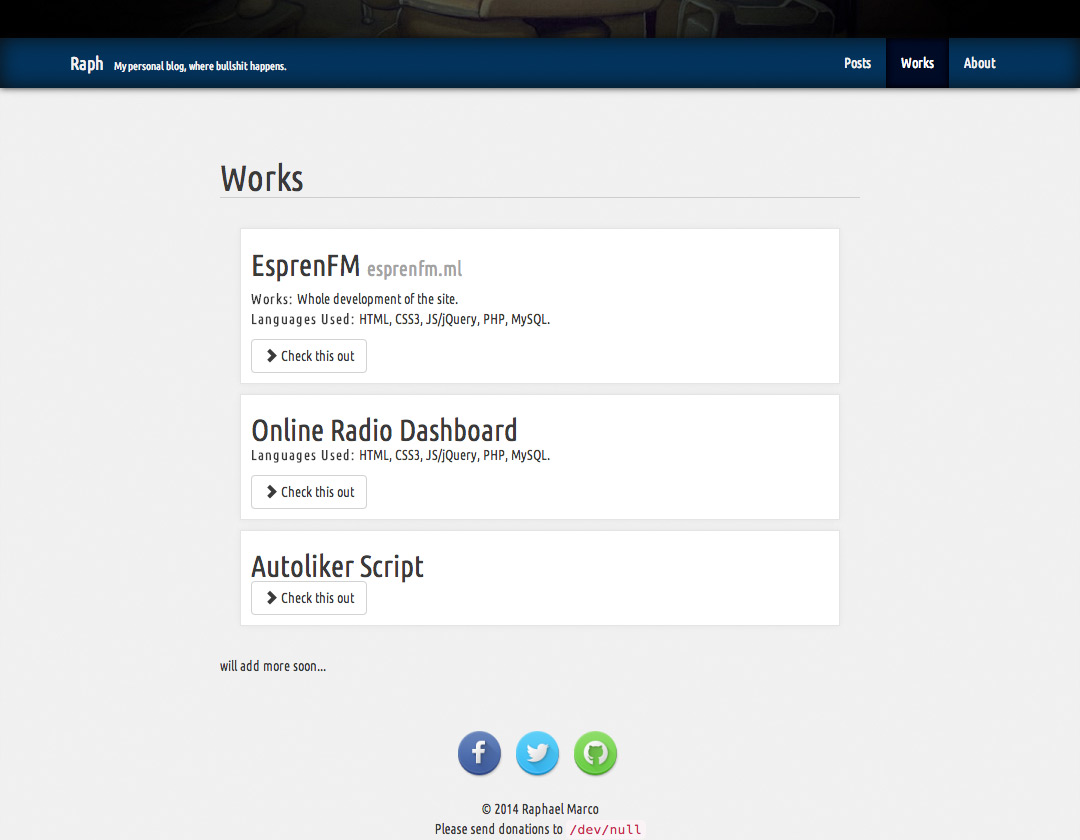 Raph My personal blog, where bullshit happens. Posts Works About
Works
EsprenFM esprenfm.ml
Works: Whole development of the site.
Languages Used: HTML, CSS3, JS/jQuery, PHP, MySQL.
Check this out
Online Radio Dashboard
Languages Used: HTML, CSS3, JS/jQuery, PHP, MySQL.
Check this out
Autoliker Script
Check this out
will add more soon...
© 2014 Raphael Marco
Please send donations to /dev/null